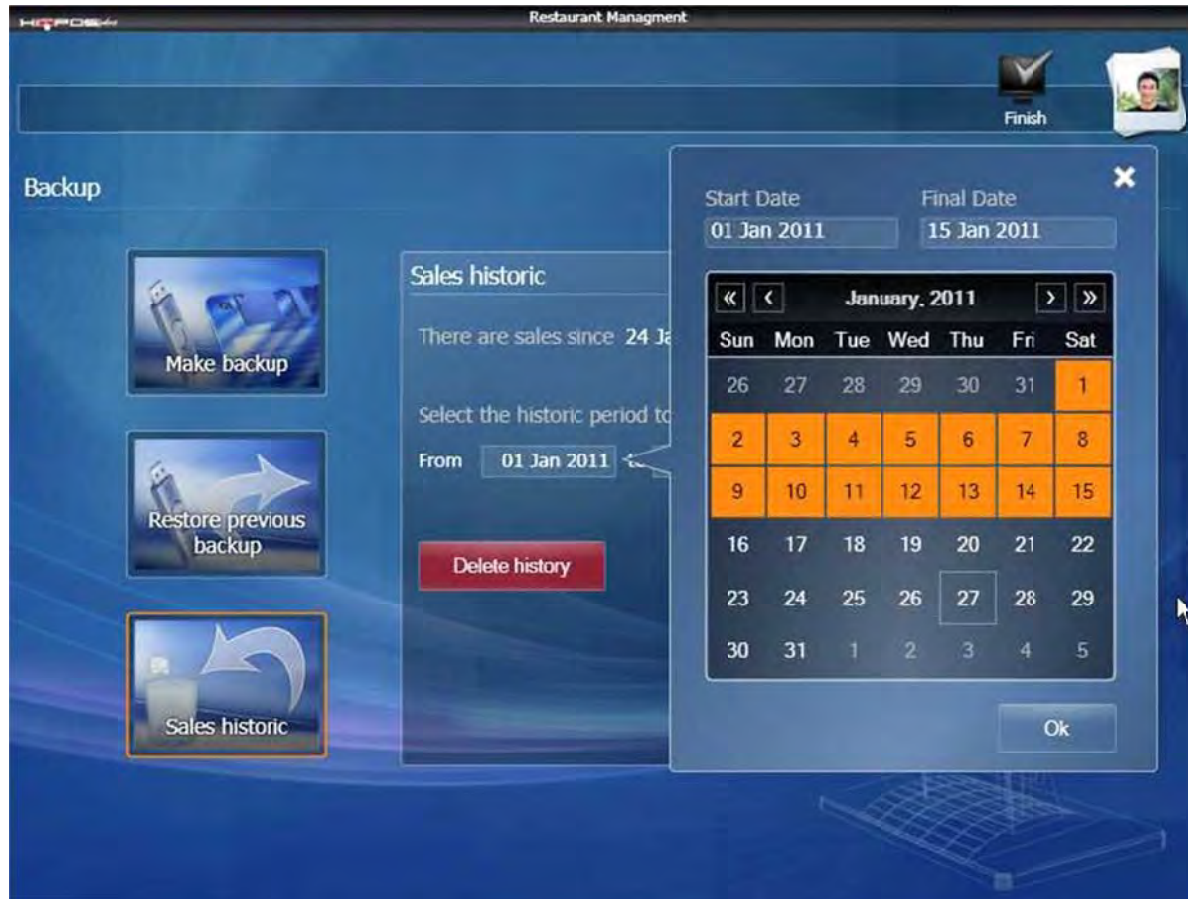 HIOPOS
Restaurant Managment
Finish
Backup
Make backup
Restore previous
backup
Sales historic
Sales historic
There are sales since 24
Select the historic period to
From 01 Jan 2011
Delete history
Start Date Final Date
01 Jan 2011 15 Jan 2011
« ‹ January, 2011 › »
Sun Mon Tue Wed Thu Fri Sat
26 27 28 29 30 31 1
2 3 4 5 6 7 8
9 10 11 12 13 14 15
16 17 18 19 20 21 22
23 24 25 26 27 28 29
30 31 1 2 3 4 5
Ok